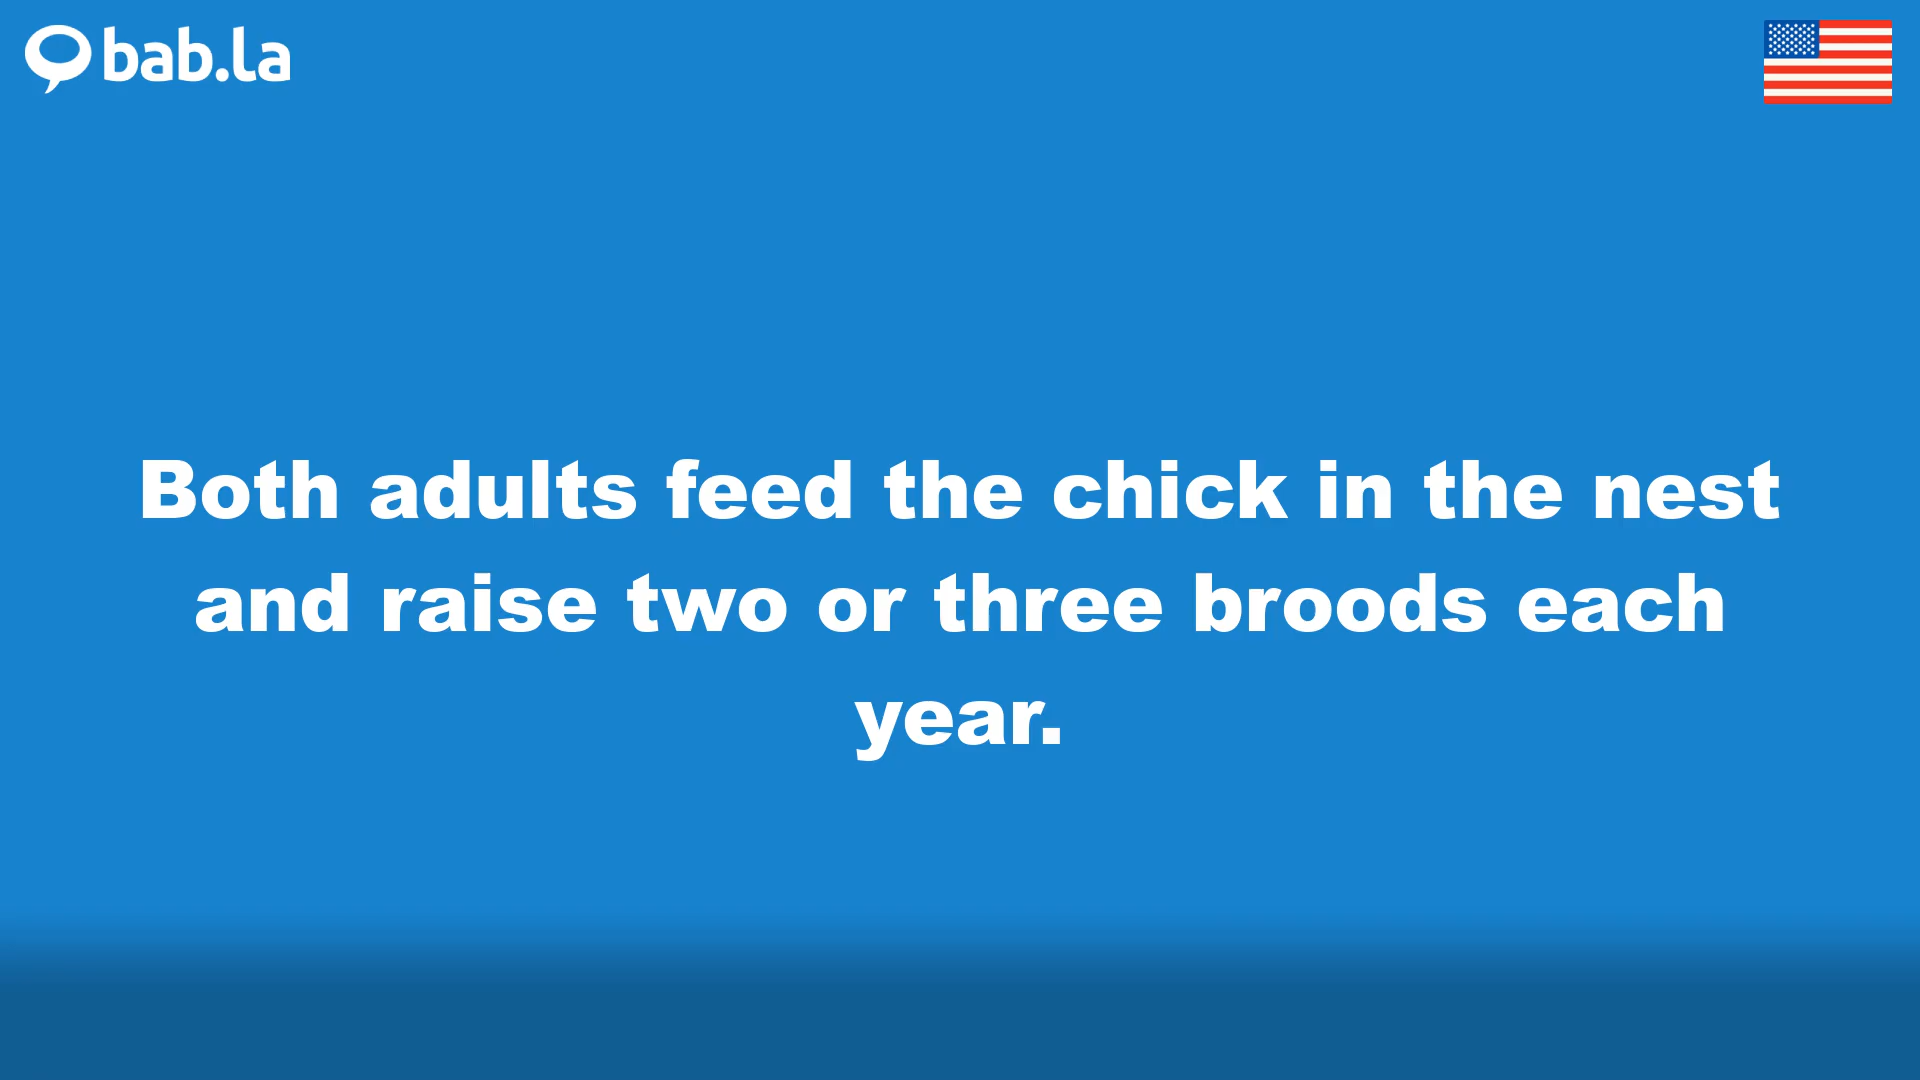 bab.la
Both adults feed the chick in the nest
and raise two or three broods each
year.